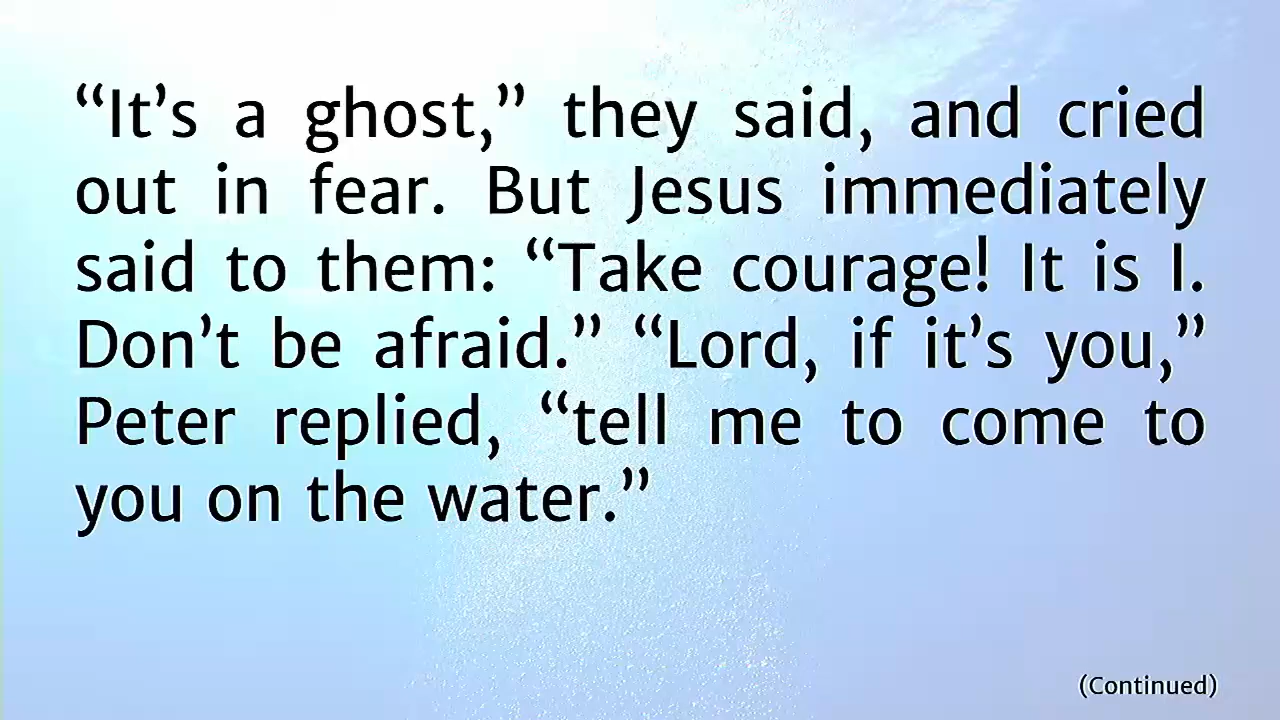 “It’s a ghost,” they said, and cried
out in fear. But Jesus immediately
said to them: “Take courage! It is I.
Don’t be afraid.” “Lord, if it’s you,”
Peter replied, “tell me to come to
you on the water.”
(Continued)